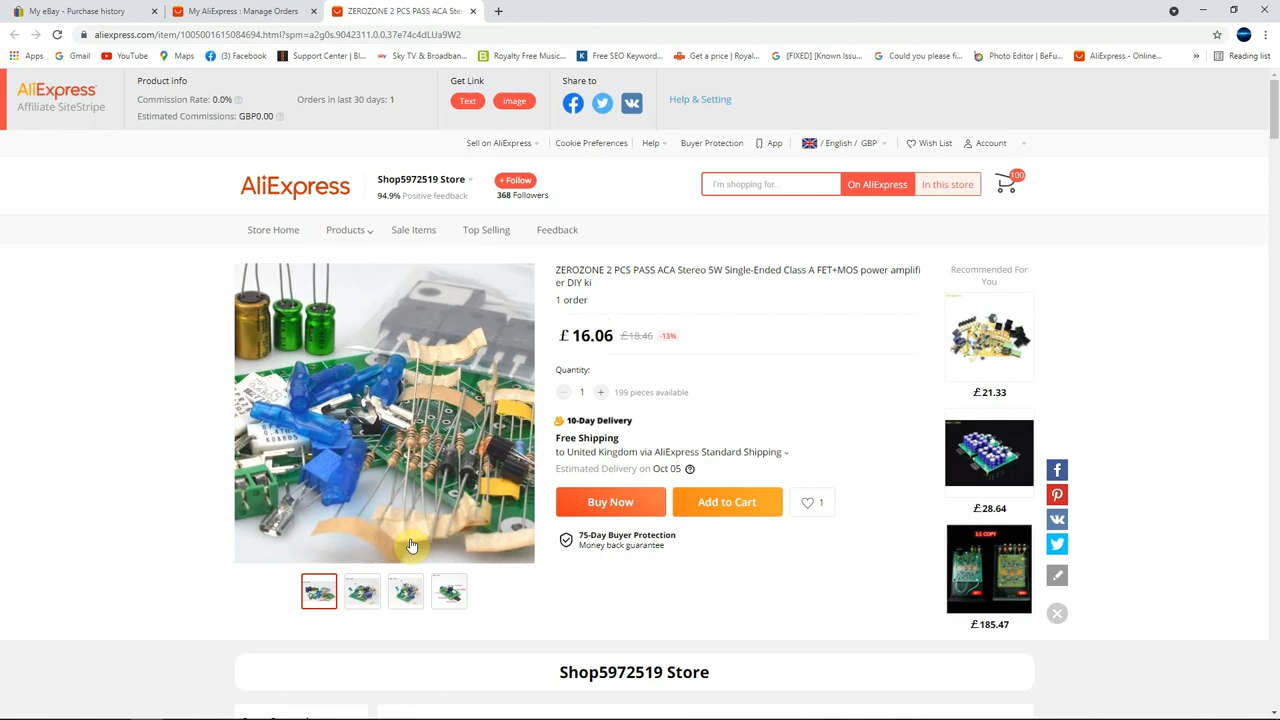 My eBay - Purchase history
My AliExpress : Manage Orders
ZEROZONE 2 PCS PASS ACA Ster
aliexpress.com/item/1005001615084694.html?spm=a2g0s.9042311.0.0.37e74c4dLUa9W2
Apps
Gmail
YouTube
Maps
(3) Facebook
Support Center | Bl...
Sky TV & Broadban...
Royalty Free Music...
Free SEO Keyword...
Get a price | Royal...
[FIXED] [Known Issu...
Could you please fi...
Photo Editor | BeFu...
AliExpress - Online...
»
Reading list
AliExpress
Affiliate SiteStripe
Product info
Commission Rate: 0.0%
Orders in last 30 days: 1
Estimated Commissions: GBP0.00
Get Link
Text
Image
Share to
Help & Setting
Sell on AliExpress
Cookie Preferences
Help
Buyer Protection
App
/ English / GBP
Wish List
Account
AliExpress
Shop5972519 Store
94.9% Positive feedback
+ Follow
368 Followers
I'm shopping for...
On AliExpress
In this store
100
Store Home
Products
Sale Items
Top Selling
Feedback
ZEROZONE 2 PCS PASS ACA Stereo 5W Single-Ended Class A FET+MOS power amplifi
er DIY ki
1 order
£ 16.06
£ 18.46
-13%
Quantity:
1
199 pieces available
10-Day Delivery
Free Shipping
to United Kingdom via AliExpress Standard Shipping
Estimated Delivery on Oct 05
Buy Now
Add to Cart
1
75-Day Buyer Protection
Money back guarantee
Recommended For
You
£ 21.33
£ 28.64
1:1 COPY
£ 185.47
Shop5972519 Store